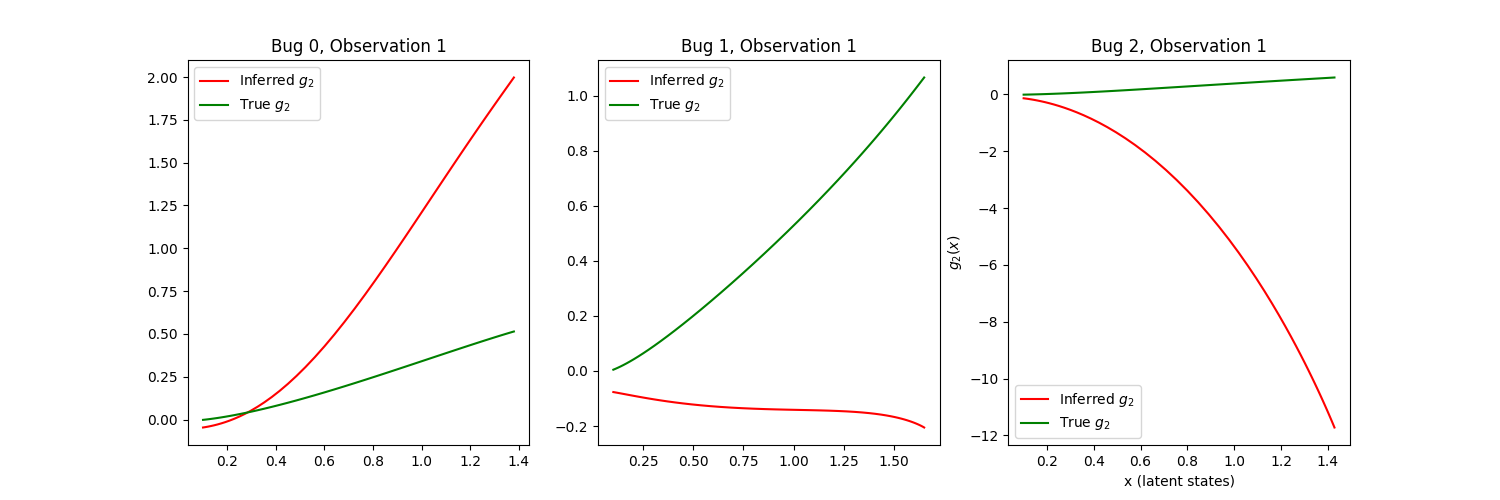 Bug 0, Observation 1
Inferred g₂
True g₂
2.00
1.75
1.50
1.25
1.00
0.75
0.50
0.25
0.00
0.2 0.4 0.6 0.8 1.0 1.2 1.4
Bug 1, Observation 1
Inferred g₂
True g₂
1.0
0.8
0.6
0.4
0.2
0.0
−0.2
0.25 0.50 0.75 1.00 1.25 1.50
Bug 2, Observation 1
g₂(x)
0
−2
−4
−6
−8
−10
−12
Inferred g₂
True g₂
0.2 0.4 0.6 0.8 1.0 1.2 1.4
x (latent states)